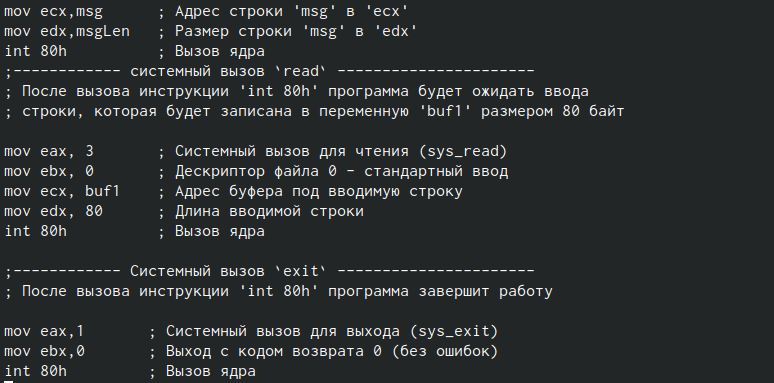 mov ecx,msg      ; Адрес строки 'msg' в 'ecx'
mov edx,msgLen   ; Размер строки 'msg' в 'edx'
int 80h          ; Вызов ядра
;------------ системный вызов `read` ----------------------
; После вызова инструкции 'int 80h' программа будет ожидать ввода
; строки, которая будет записана в переменную 'buf1' размером 80 байт
mov eax, 3       ; Системный вызов для чтения (sys_read)
mov ebx, 0       ; Дескриптор файла 0 - стандартный ввод
mov ecx, buf1    ; Адрес буфера под вводимую строку
mov edx, 80      ; Длина вводимой строки
int 80h          ; Вызов ядра
;------------ Системный вызов `exit` ----------------------
; После вызова инструкции 'int 80h' программа завершит работу
mov eax,1       ; Системный вызов для выхода (sys_exit)
mov ebx,0       ; Выход с кодом возврата 0 (без ошибок)
int 80h         ; Вызов ядра